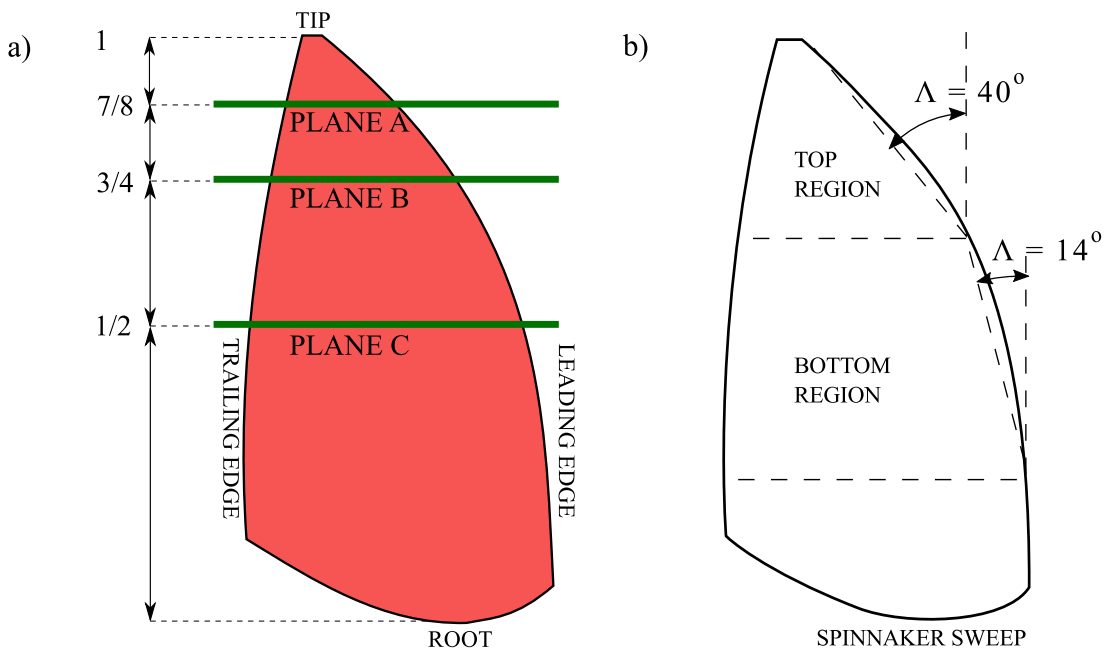 a)
TIP
1
7/8
PLANE A
3/4
PLANE B
1/2
PLANE C
TRAILING EDGE
LEADING EDGE
ROOT
b)
Λ = 40°
TOP
REGION
Λ = 14°
BOTTOM
REGION
SPINNAKER SWEEP